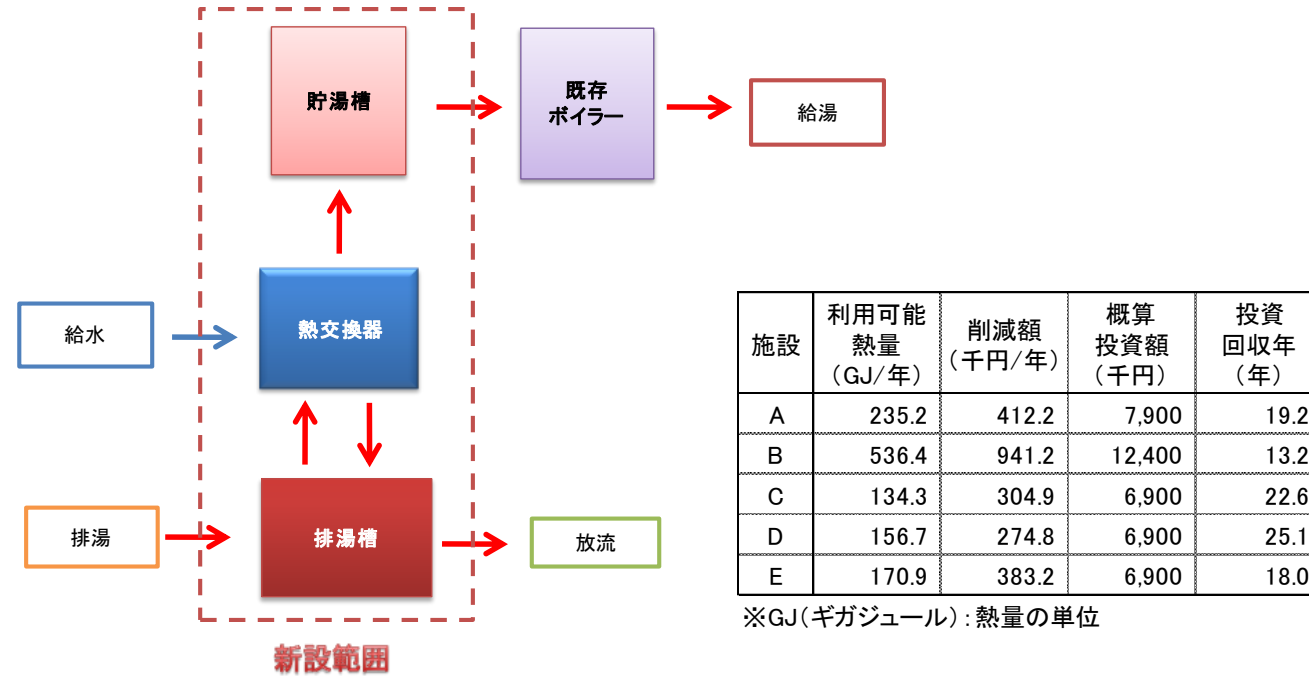 貯湯槽
既存
ボイラー
給湯
給水
熱交換器
排湯
排湯槽
放流
新設範囲
施設 利用可能熱量（GJ/年） 削減額（千円/年） 概算投資額（千円） 投資回収年（年）
A 235.2 412.2 7,900 19.2
B 536.4 941.2 12,400 13.2
C 134.3 304.9 6,900 22.6
D 156.7 274.8 6,900 25.1
E 170.9 383.2 6,900 18.0
※GJ（ギガジュール）：熱量の単位